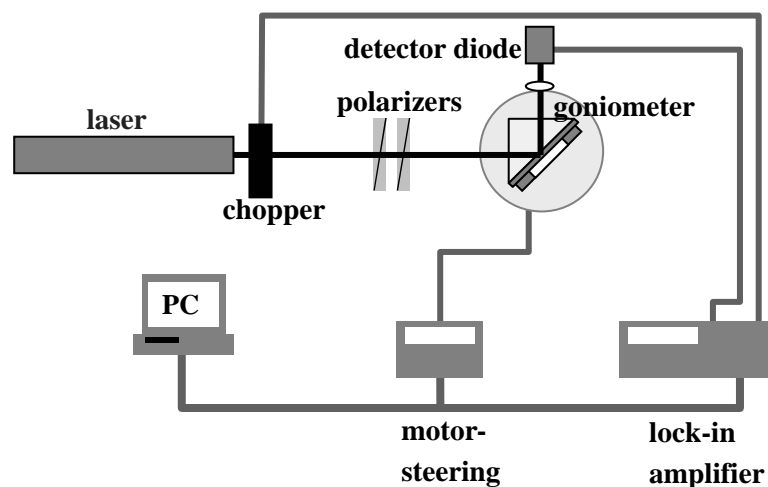 detector diode
polarizers
goniometer
laser
chopper
PC
motor-
steering
lock-in
amplifier